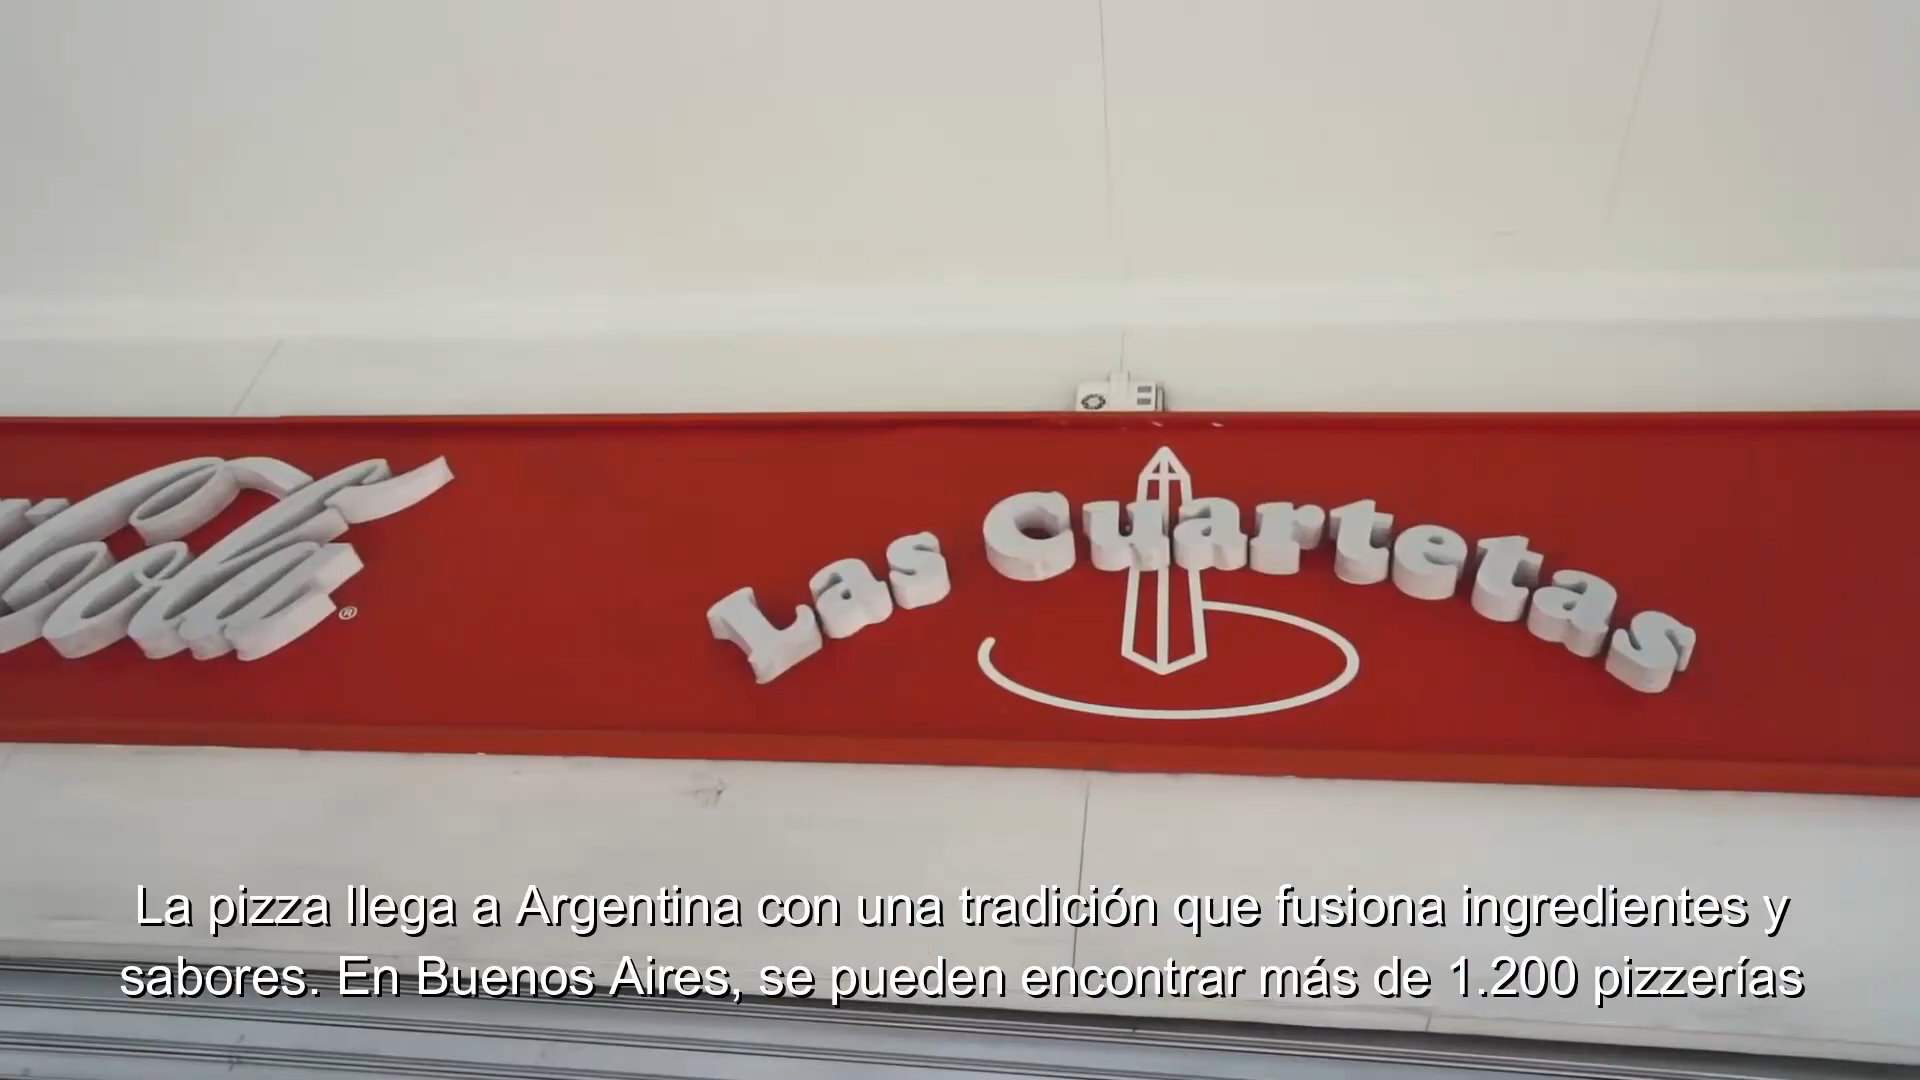 Las Cuartetas
®
La pizza llega a Argentina con una tradición que fusiona ingredientes y
sabores. En Buenos Aires, se pueden encontrar más de 1.200 pizzerías